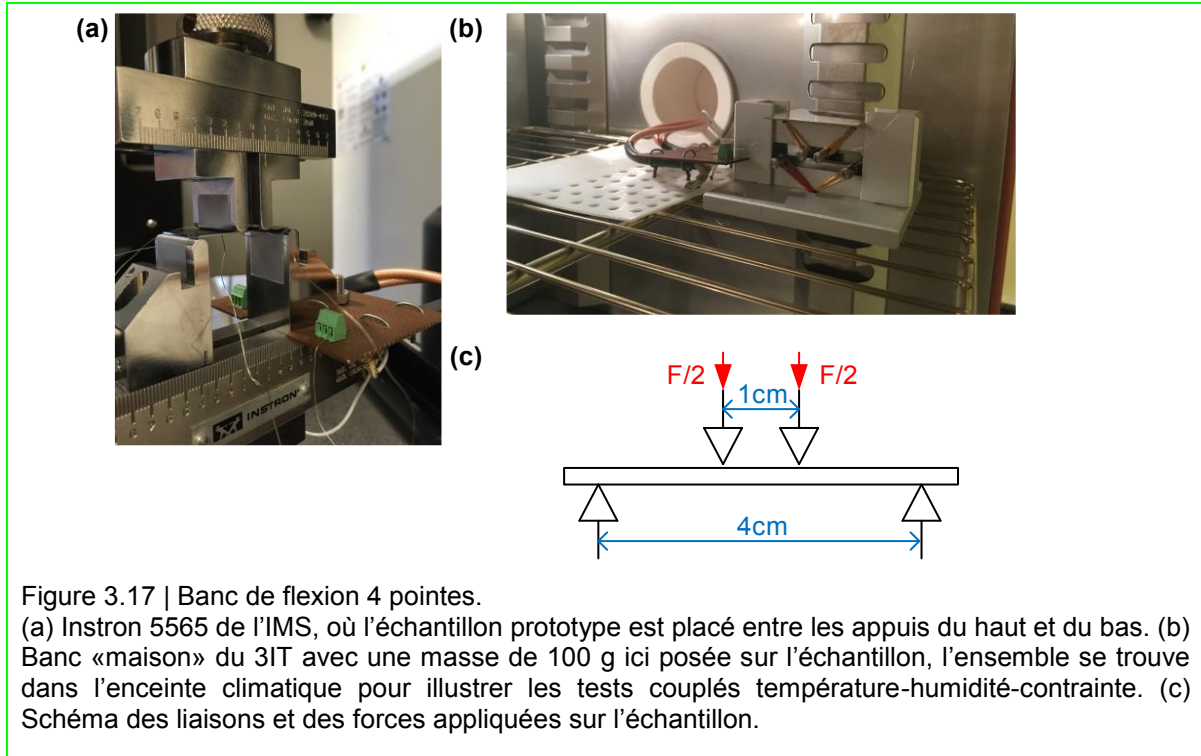 (a)
(b)
INSTRON
(c)
F/2
F/2
1cm
4cm
Figure 3.17 | Banc de flexion 4 pointes.
(a) Instron 5565 de l'IMS, où l'échantillon prototype est placé entre les appuis du haut et du bas. (b)
Banc «maison» du 3IT avec une masse de 100 g ici posée sur l'échantillon, l'ensemble se trouve
dans l'enceinte climatique pour illustrer les tests couplés température-humidité-contrainte. (c)
Schéma des liaisons et des forces appliquées sur l'échantillon.